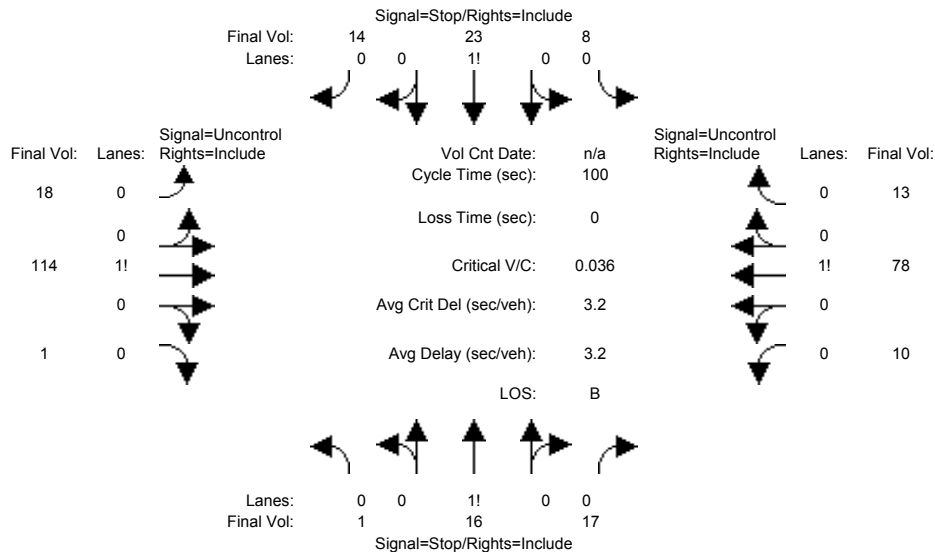 Signal=Stop/Rights=Include
Final Vol: 14 23 8
Lanes: 0 0 1! 0 0
Signal=Uncontrol
Final Vol: Lanes: Rights=Include
Vol Cnt Date: n/a
Signal=Uncontrol
Rights=Include Lanes: Final Vol:
Cycle Time (sec): 100
18 0
0 13
Loss Time (sec): 0
0
0
114 1!
Critical V/C: 0.036
1! 78
0
Avg Crit Del (sec/veh): 3.2
0
1 0
Avg Delay (sec/veh): 3.2
0 10
LOS: B
Lanes: 0 0 1! 0 0
Final Vol: 1 16 17
Signal=Stop/Rights=Include